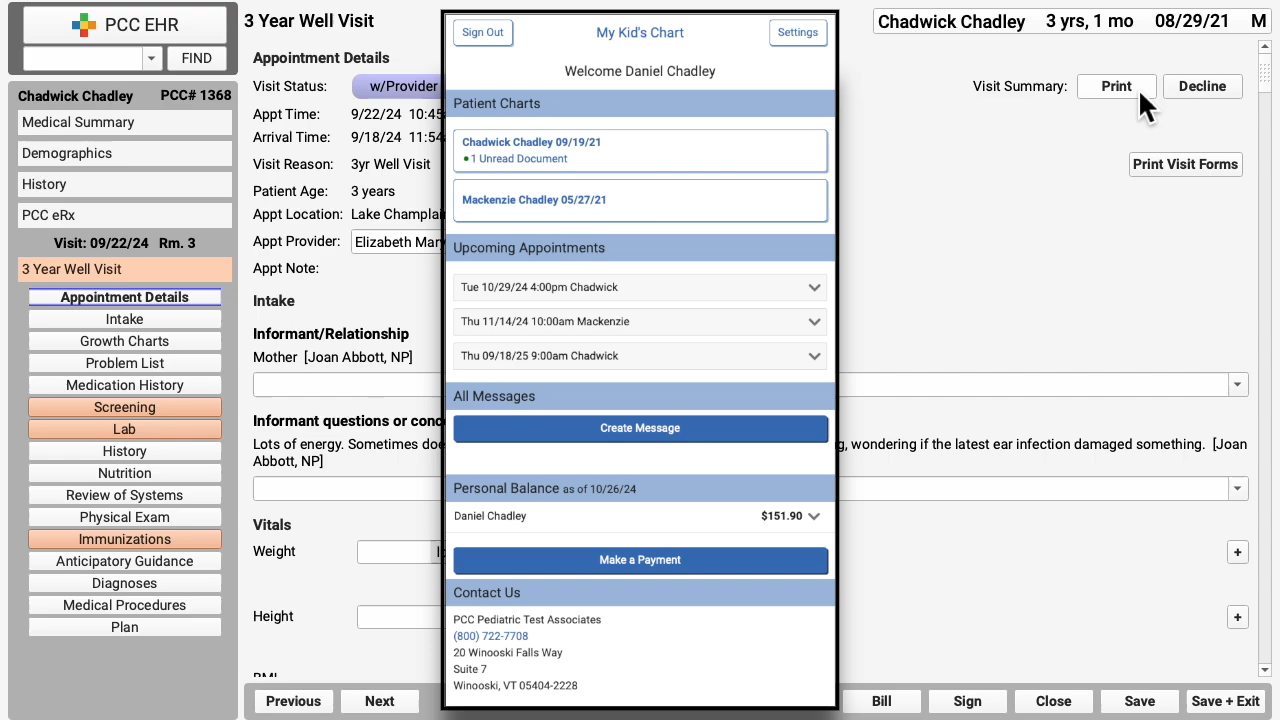 PCC EHR
FIND
Chadwick Chadley PCC# 1368
Medical Summary
Demographics
History
PCC eRx
Visit: 09/22/24 Rm. 3
3 Year Well Visit
Appointment Details
Intake
Growth Charts
Problem List
Medication History
Screening
Lab
History
Nutrition
Review of Systems
Physical Exam
Immunizations
Anticipatory Guidance
Diagnoses
Medical Procedures
Plan
3 Year Well Visit
Chadwick Chadley 3 yrs, 1 mo 08/29/21 M
Appointment Details
Visit Status: w/Provider
Visit Summary: Print Decline
Appt Time: 9/22/24 10:45
Arrival Time: 9/18/24 11:54
Visit Reason: 3yr Well Visit
Print Visit Forms
Patient Age: 3 years
Appt Location: Lake Champlai
Appt Provider: Elizabeth Mar
Appt Note:
Intake
Informant/Relationship
Mother [Joan Abbott, NP]
Informant questions or conc
Lots of energy. Sometimes doe
g, wondering if the latest ear infection damaged something. [Joan
Abbott, NP]
Vitals
Weight
+
Height
+
Previous Next Bill Sign Close Save Save + Exit
Sign Out My Kid's Chart Settings
Welcome Daniel Chadley
Patient Charts
Chadwick Chadley 09/19/21
1 Unread Document
Mackenzie Chadley 05/27/21
Upcoming Appointments
Tue 10/29/24 4:00pm Chadwick
Thu 11/14/24 10:00am Mackenzie
Thu 09/18/25 9:00am Chadwick
All Messages
Create Message
Personal Balance as of 10/26/24
Daniel Chadley $151.90
Make a Payment
Contact Us
PCC Pediatric Test Associates
(800) 722-7708
20 Winooski Falls Way
Suite 7
Winooski, VT 05404-2228